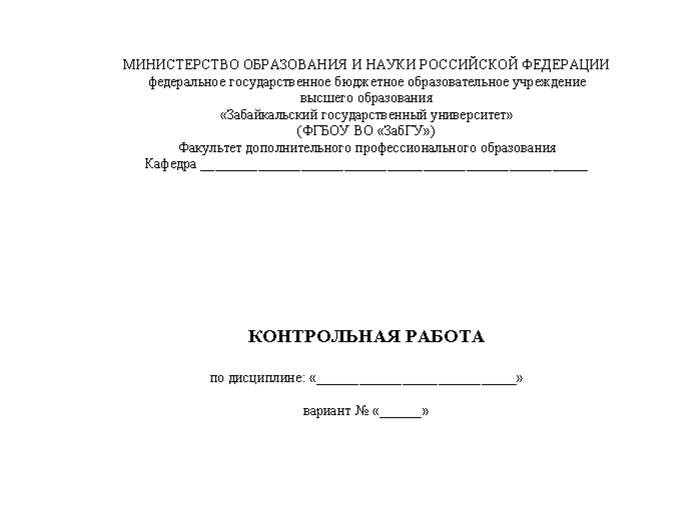 МИНИСТЕРСТВО ОБРАЗОВАНИЯ И НАУКИ РОССИЙСКОЙ ФЕДЕРАЦИИ
федеральное государственное бюджетное образовательное учреждение
высшего образования
«Забайкальский государственный университет»
(ФГБОУ ВО «ЗабГУ»)
Факультет дополнительного профессионального образования
Кафедра ______________________________________________________
КОНТРОЛЬНАЯ РАБОТА
по дисциплине: «____________________________»
вариант № «______»